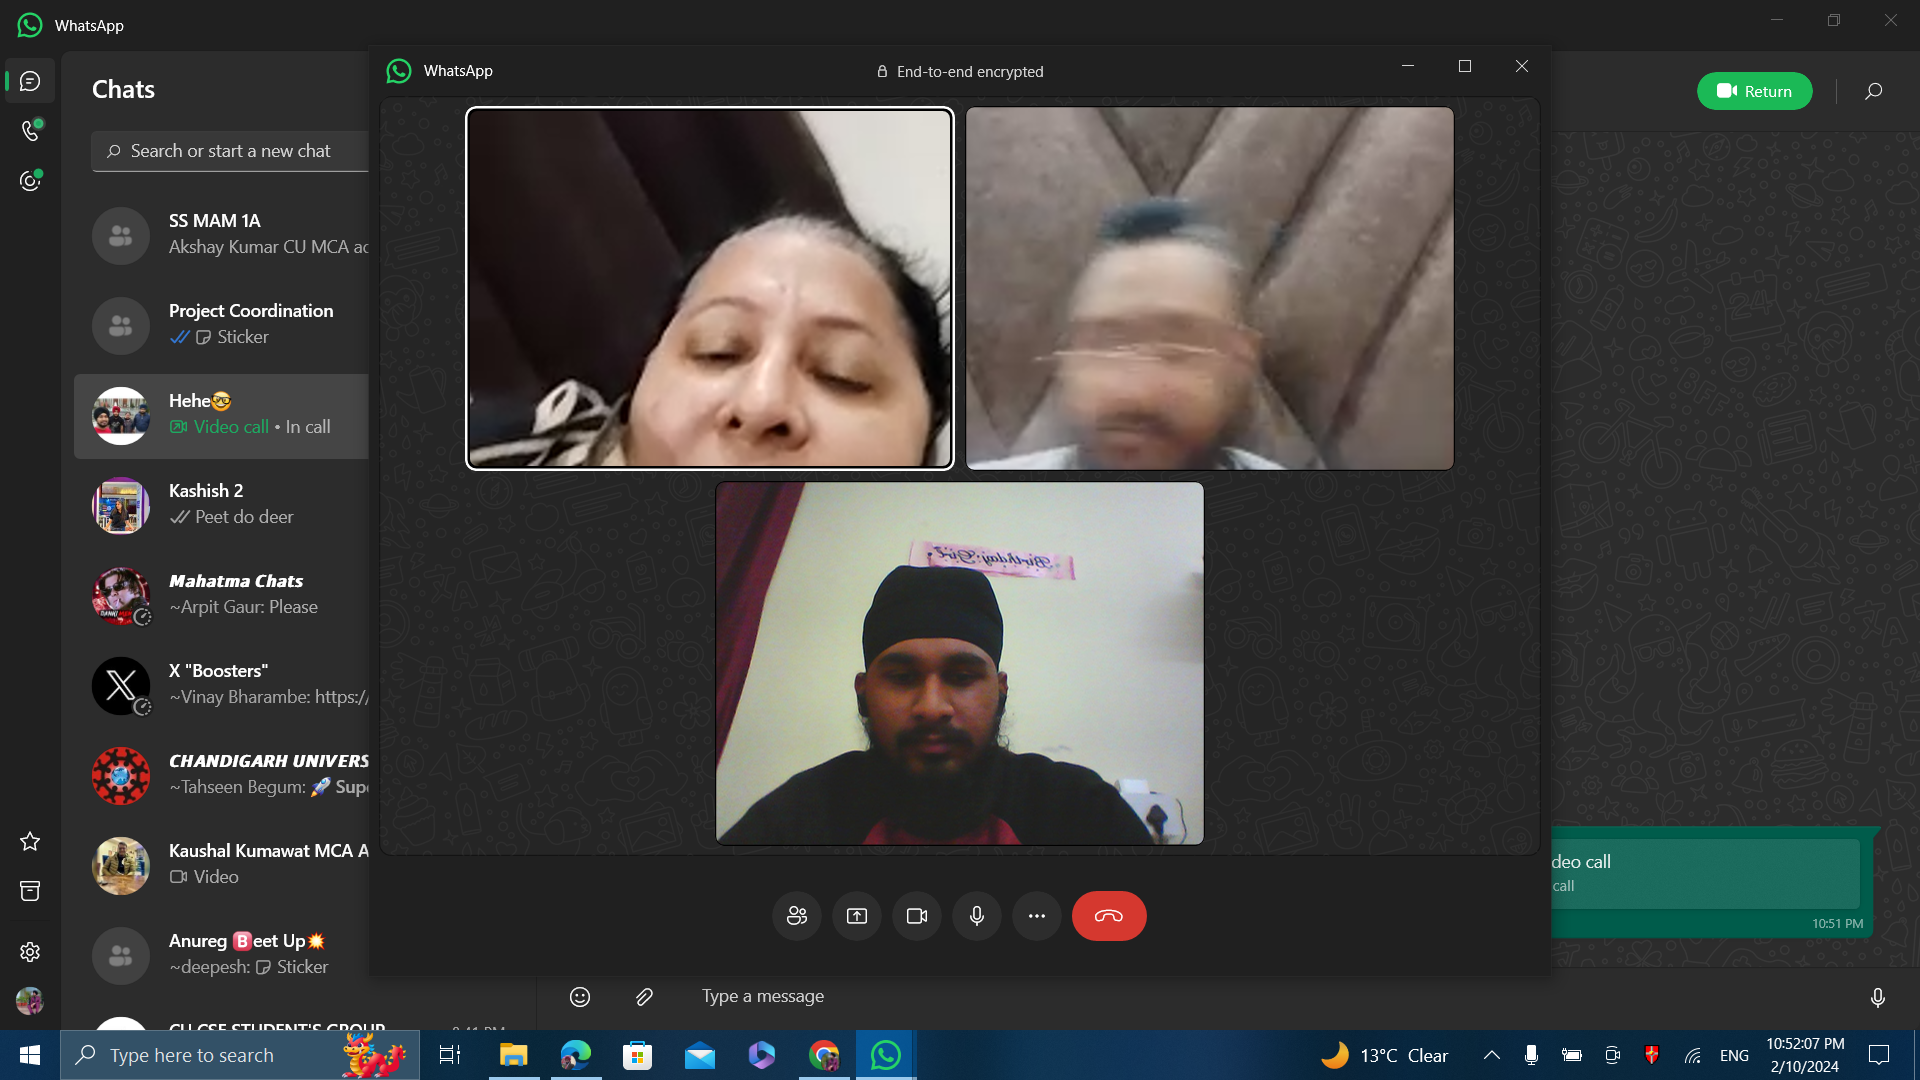 WhatsApp
Chats
Search or start a new chat
SS MAM 1A
Akshay Kumar CU MCA ac
Project Coordination
Sticker
Hehe🤓
Video call • In call
Kashish 2
Peet do deer
Mahatma Chats
~Arpit Gaur: Please
X "Boosters"
~Vinay Bharambe: https:/
CHANDIGARH UNIVERS
~Tahseen Begum: 🚀 Supe
Kaushal Kumawat MCA A
Video
Anureg 🅱️eet Up💥
~deepesh: Sticker
CU CSE STUDENT'S GROUP
WhatsApp
End-to-end encrypted
Birthday Girl
Return
deo call
call
10:51 PM
Type a message
Type here to search
13°C Clear
ENG
10:52:07 PM
2/10/2024